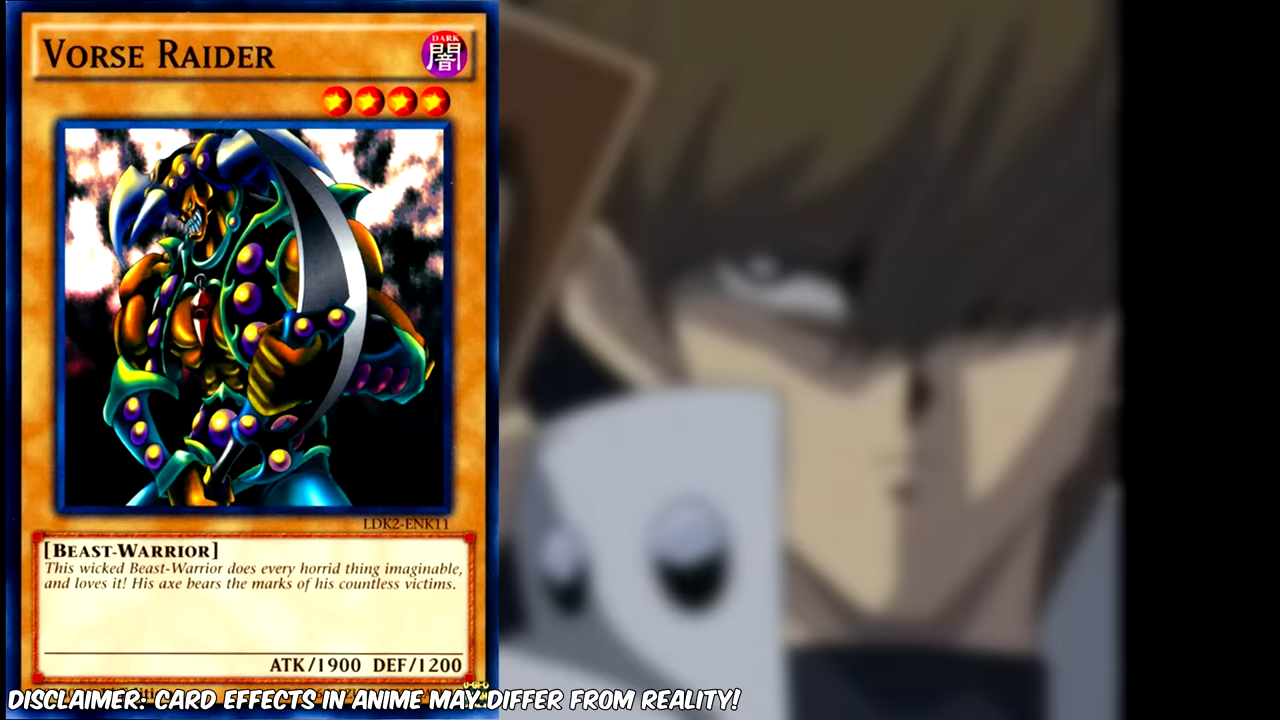 VORSE RAIDER
DARK
闇
LDK2-ENK11
[BEAST-WARRIOR]
This wicked Beast-Warrior does every horrid thing imaginable,
and loves it! His axe bears the marks of his countless victims.
ATK/1900 DEF/1200
DISCLAIMER: CARD EFFECTS IN ANIME MAY DIFFER FROM REALITY!